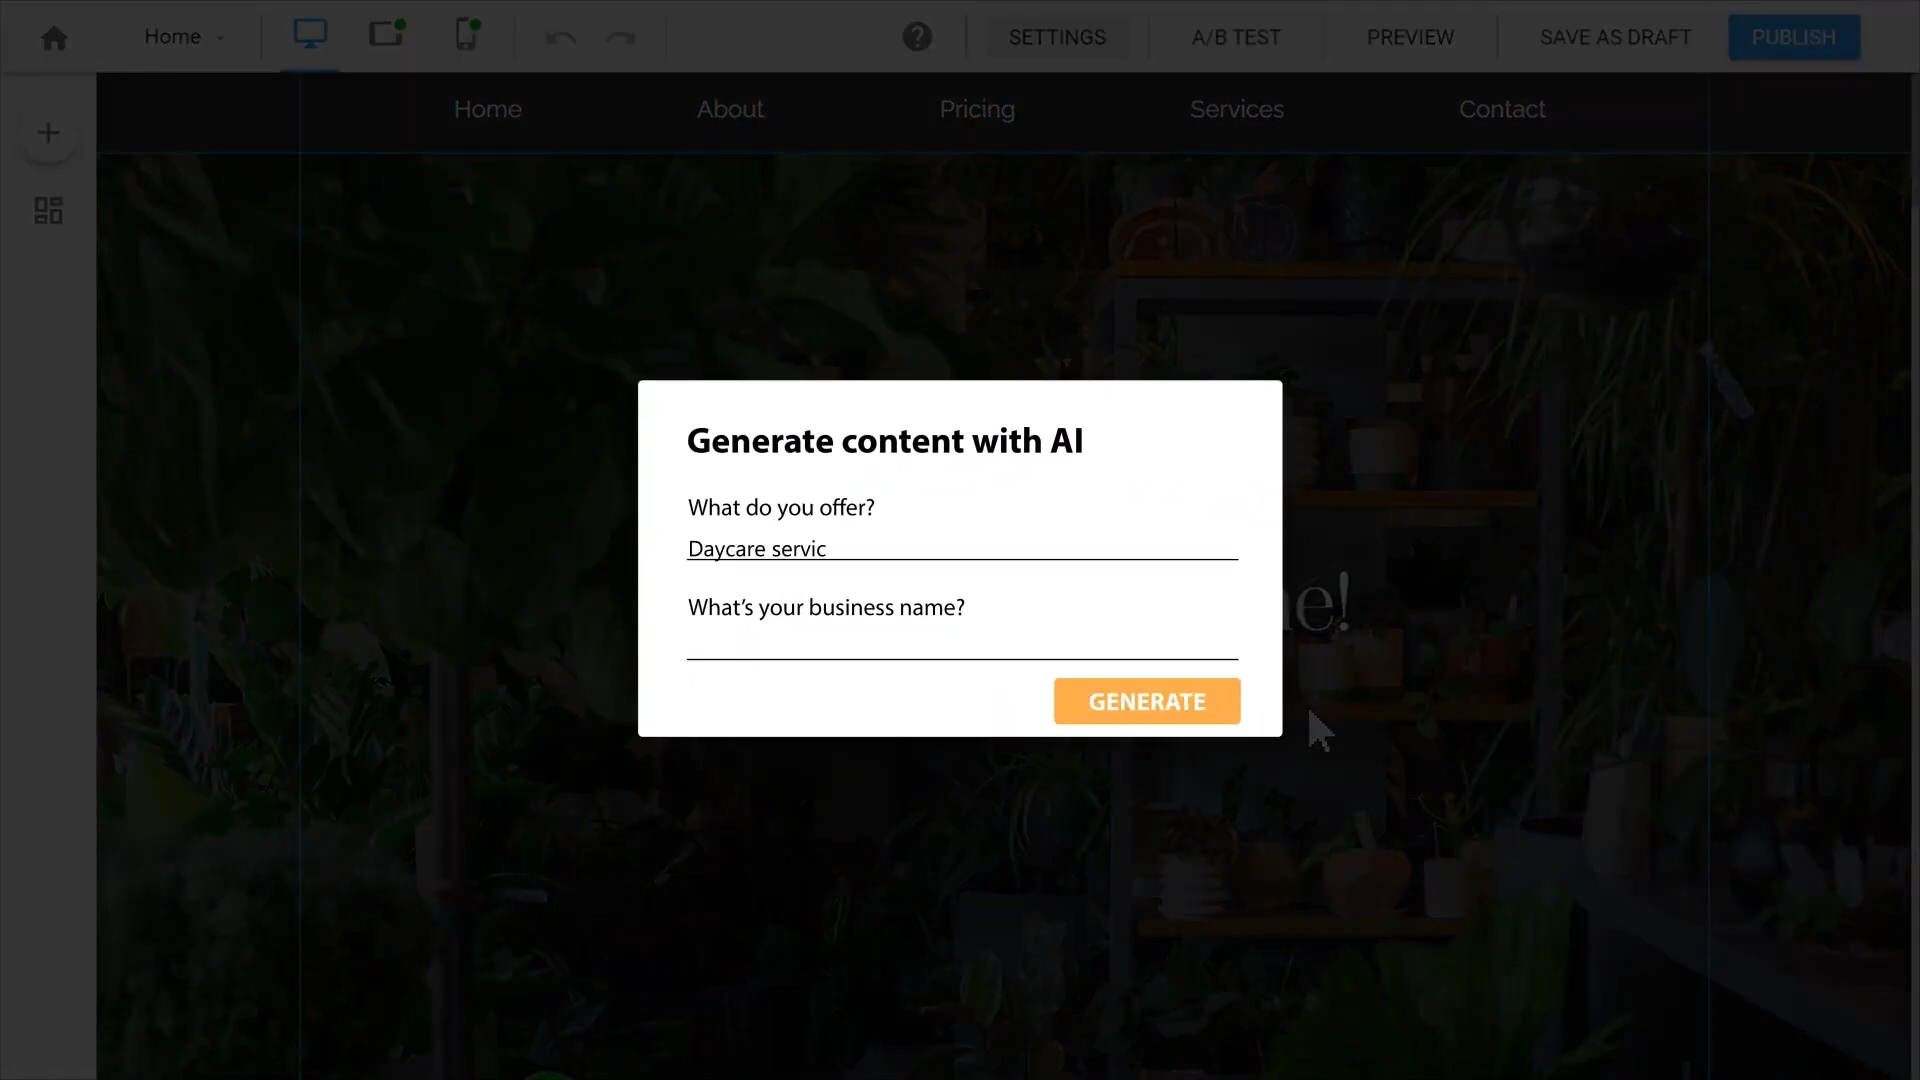 Home
SETTINGS
A/B TEST
PREVIEW
SAVE AS DRAFT
PUBLISH
Home
About
Pricing
Services
Contact
Generate content with AI
What do you offer?
Daycare servic
What’s your business name?
GENERATE